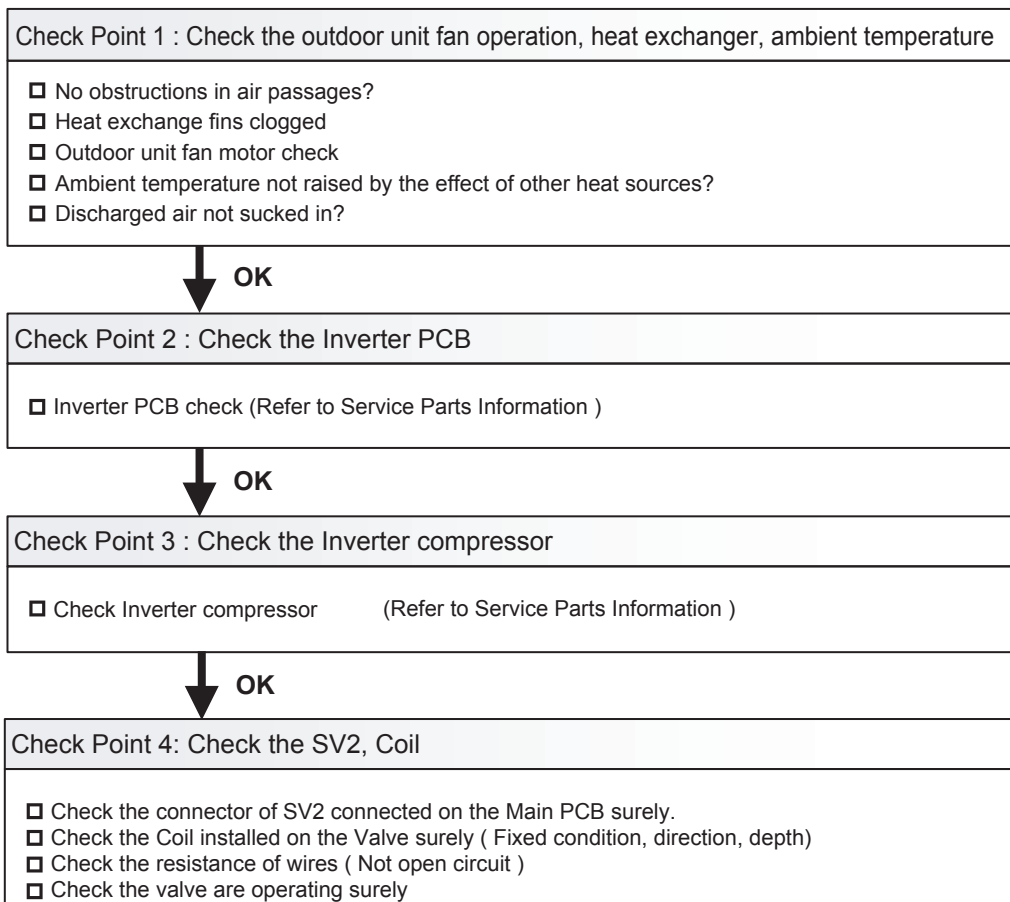 Check Point 1 : Check the outdoor unit fan operation, heat exchanger, ambient temperature
No obstructions in air passages?
Heat exchange fins clogged
Outdoor unit fan motor check
Ambient temperature not raised by the effect of other heat sources?
Discharged air not sucked in?
OK
Check Point 2 : Check the Inverter PCB
Inverter PCB check (Refer to Service Parts Information )
OK
Check Point 3 : Check the Inverter compressor
Check Inverter compressor (Refer to Service Parts Information )
OK
Check Point 4: Check the SV2, Coil
Check the connector of SV2 connected on the Main PCB surely.
Check the Coil installed on the Valve surely ( Fixed condition, direction, depth)
Check the resistance of wires ( Not open circuit )
Check the valve are operating surely